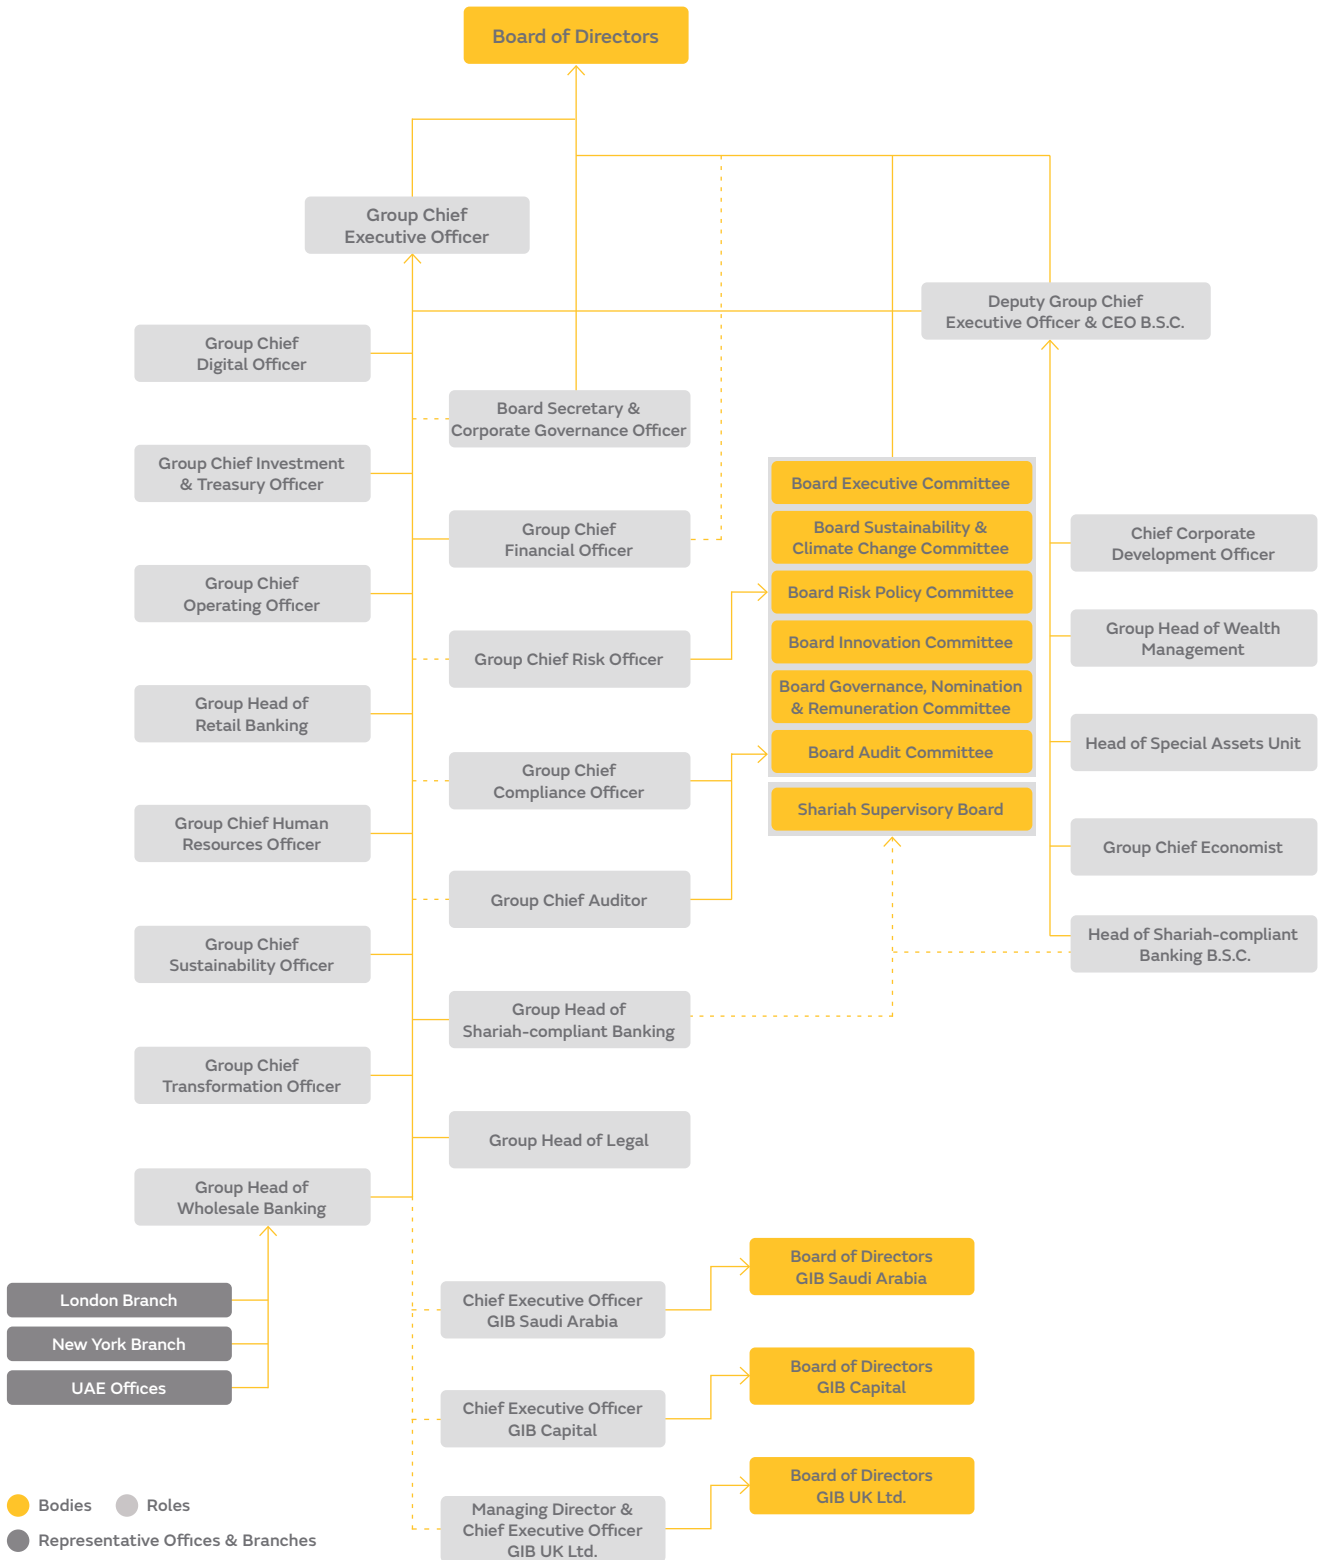 Board of Directors
Group Chief
Executive Officer
Deputy Group Chief
Executive Officer & CEO B.S.C.
Group Chief
Digital Officer
Board Secretary &
Corporate Governance Officer
Group Chief Investment
& Treasury Officer
Board Executive Committee
Group Chief
Financial Officer
Board Sustainability &
Climate Change Committee
Chief Corporate
Development Officer
Group Chief
Operating Officer
Board Risk Policy Committee
Group Head of Wealth
Management
Group Chief Risk Officer
Board Innovation Committee
Group Head of
Retail Banking
Board Governance, Nomination
& Remuneration Committee
Head of Special Assets Unit
Group Chief
Compliance Officer
Board Audit Committee
Group Chief Human
Resources Officer
Shariah Supervisory Board
Group Chief Economist
Group Chief Auditor
Group Chief
Sustainability Officer
Head of Shariah-compliant
Banking B.S.C.
Group Head of
Shariah-compliant Banking
Group Chief
Transformation Officer
Group Head of Legal
Group Head of
Wholesale Banking
Board of Directors
GIB Saudi Arabia
London Branch
Chief Executive Officer
GIB Saudi Arabia
New York Branch
UAE Offices
Board of Directors
GIB Capital
Chief Executive Officer
GIB Capital
Board of Directors
GIB UK Ltd.
Managing Director &
Chief Executive Officer
GIB UK Ltd.
Bodies
Roles
Representative Offices & Branches